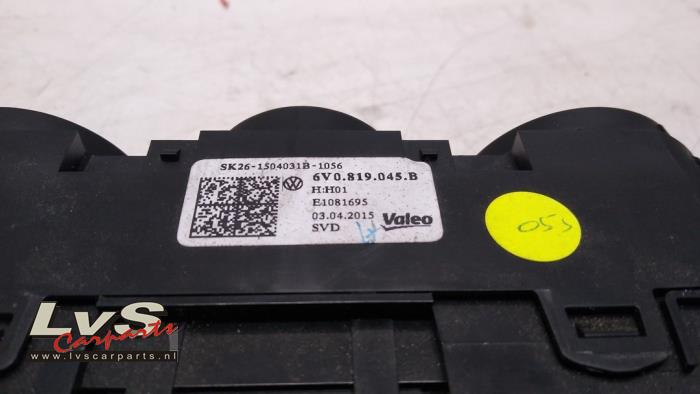 SK26-1504031B-1056
6V0.819.045.B
H:H01
E1081695
03.04.2015
SVD
Valeo
055
LvS
Carparts
www.lvscarparts.nl